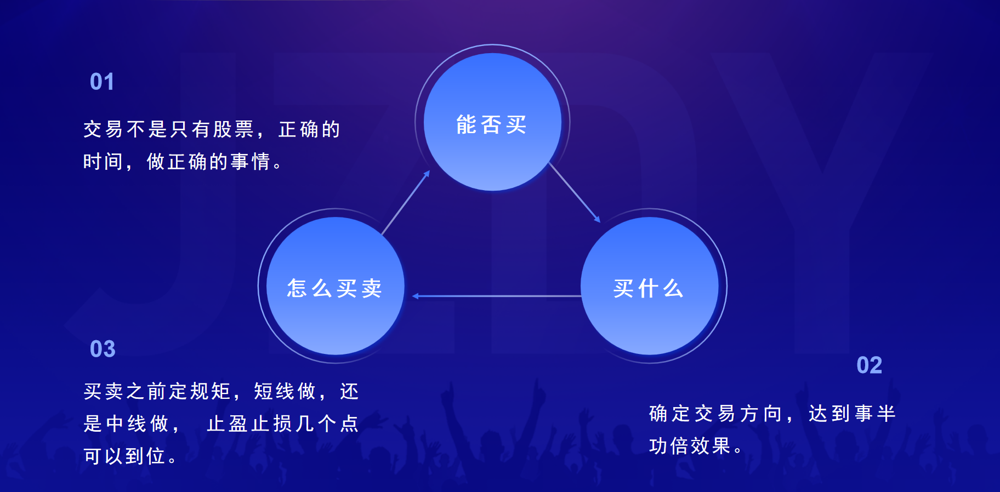 能否买
01
交易不是只有股票，正确的
时间，做正确的事情。
怎么买卖
买什么
03
买卖之前定规矩，短线做，还
是中线做， 止盈止损几个点
可以到位。
02
确定交易方向，达到事半
功倍效果。
JZDY